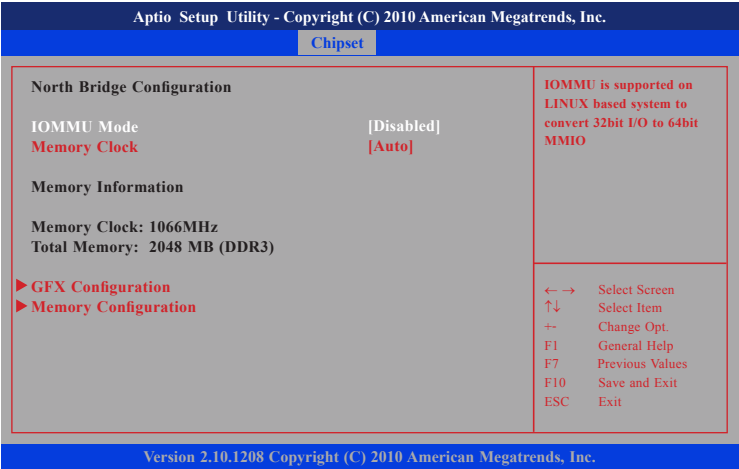 Aptio Setup Utility - Copyright (C) 2010 American Megatrends, Inc.
Chipset
North Bridge Configuration
IOMMU Mode [Disabled]
Memory Clock [Auto]
Memory Information
Memory Clock: 1066MHz
Total Memory: 2048 MB (DDR3)
▶ GFX Configuration
▶ Memory Configuration
IOMMU is supported on
LINUX based system to
convert 32bit I/O to 64bit
MMIO
← → Select Screen
↑↓ Select Item
+- Change Opt.
F1 General Help
F7 Previous Values
F10 Save and Exit
ESC Exit
Version 2.10.1208 Copyright (C) 2010 American Megatrends, Inc.